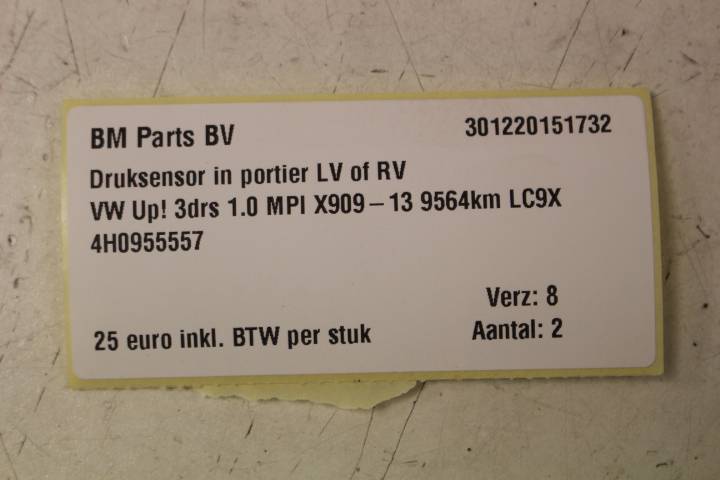 BM Parts BV 301220151732
Druksensor in portier LV of RV
VW Up! 3drs 1.0 MPI X909 – 13 9564km LC9X
4H0955557
Verz: 8
25 euro inkl. BTW per stuk Aantal: 2